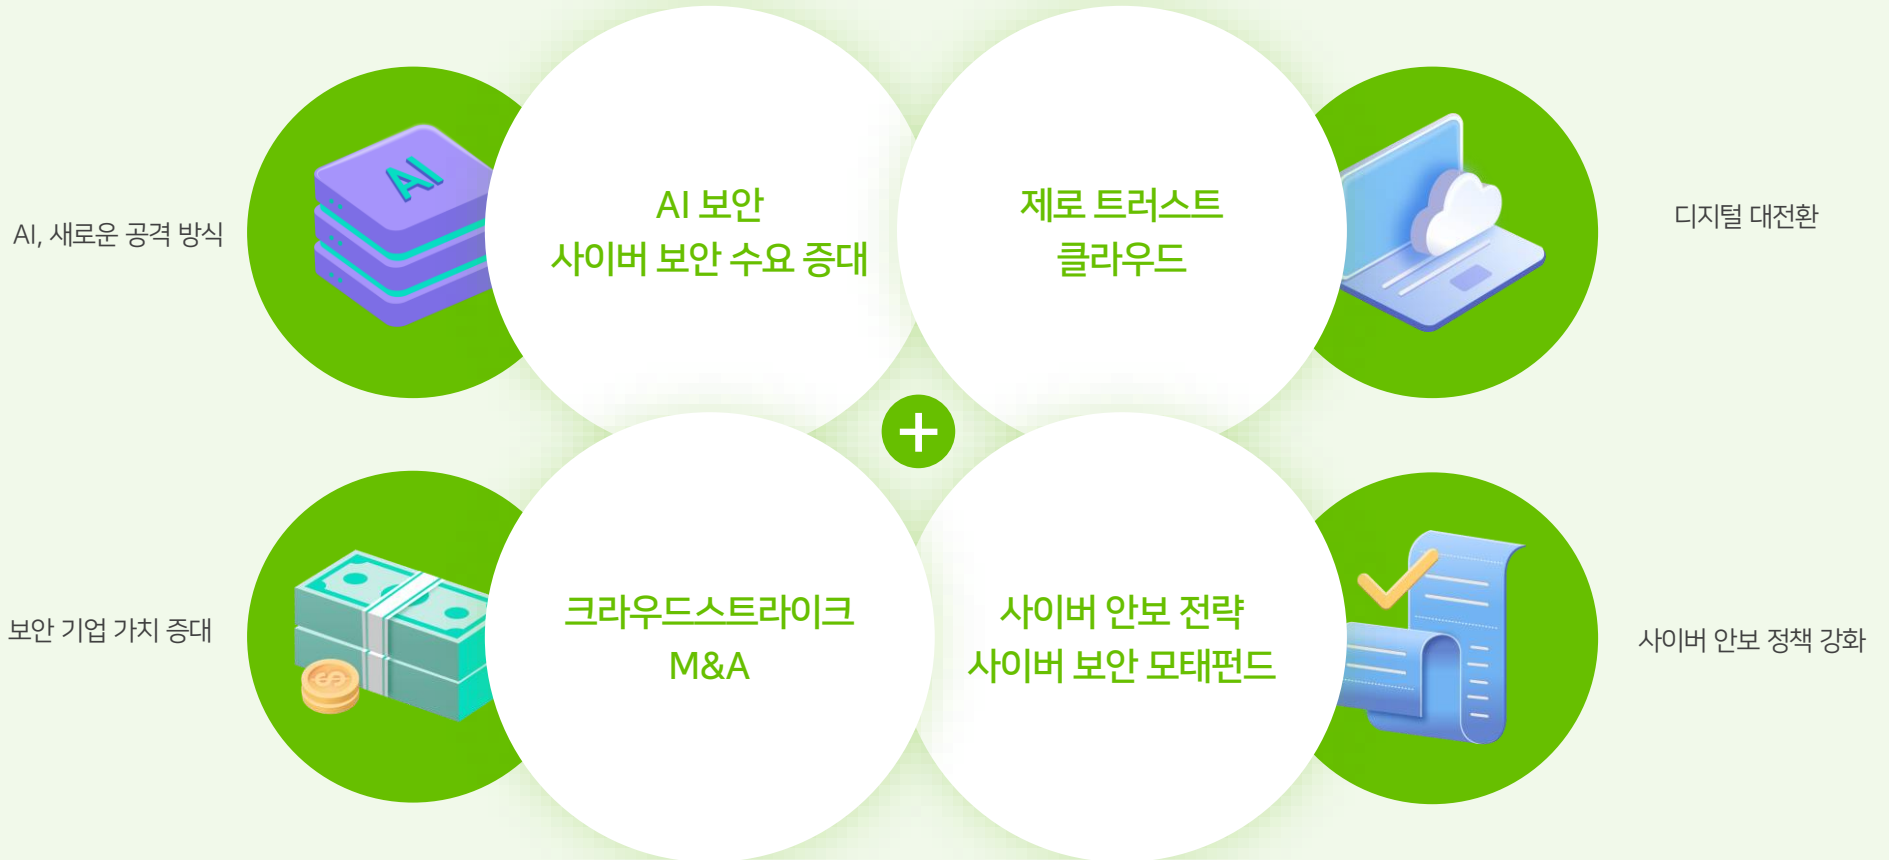 AI, 새로운 공격 방식
AI
AI 보안
사이버 보안 수요 증대
제로 트러스트
클라우드
디지털 대전환
보안 기업 가치 증대
크라우드스트라이크
M&A
사이버 안보 전략
사이버 보안 모태펀드
사이버 안보 정책 강화